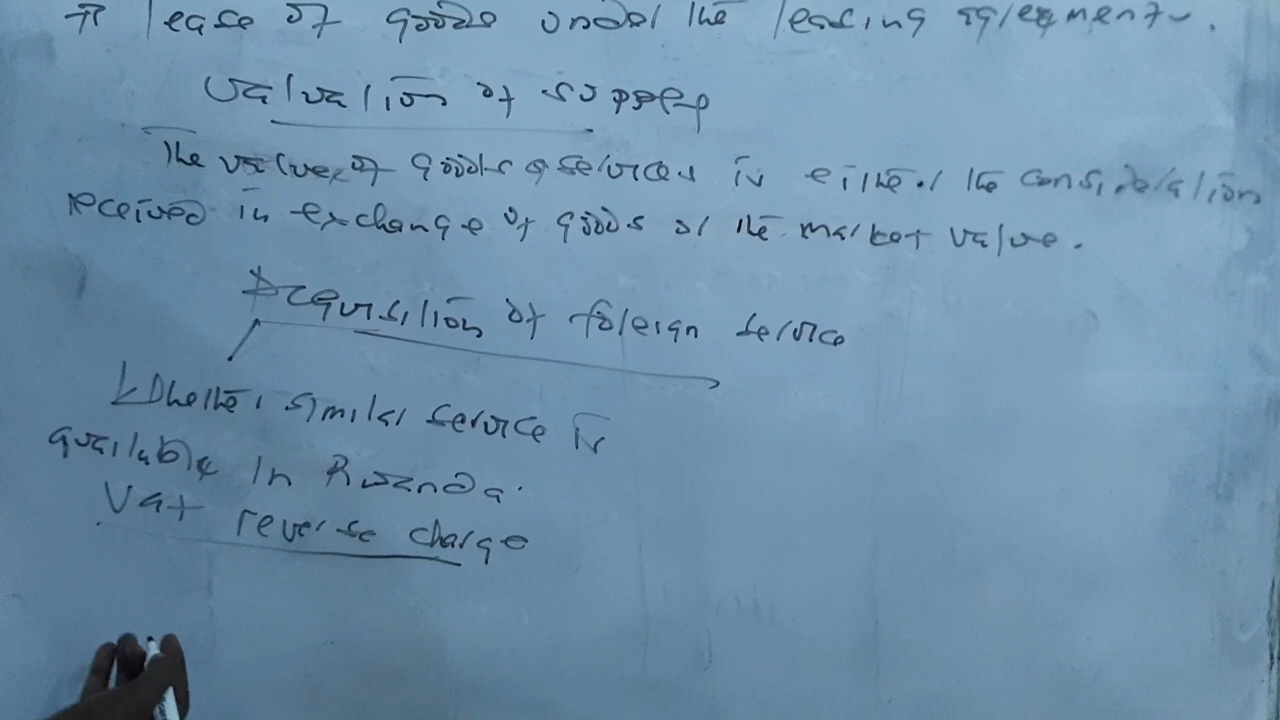 lease of goods under the leasing agreement.
Valuation of supply
The value of goods & services is either the consideration
received in exchange of goods or the market value.
Acquisition of foreign service
Whether similar service is
available in Rwanda.
Vat reverse charge